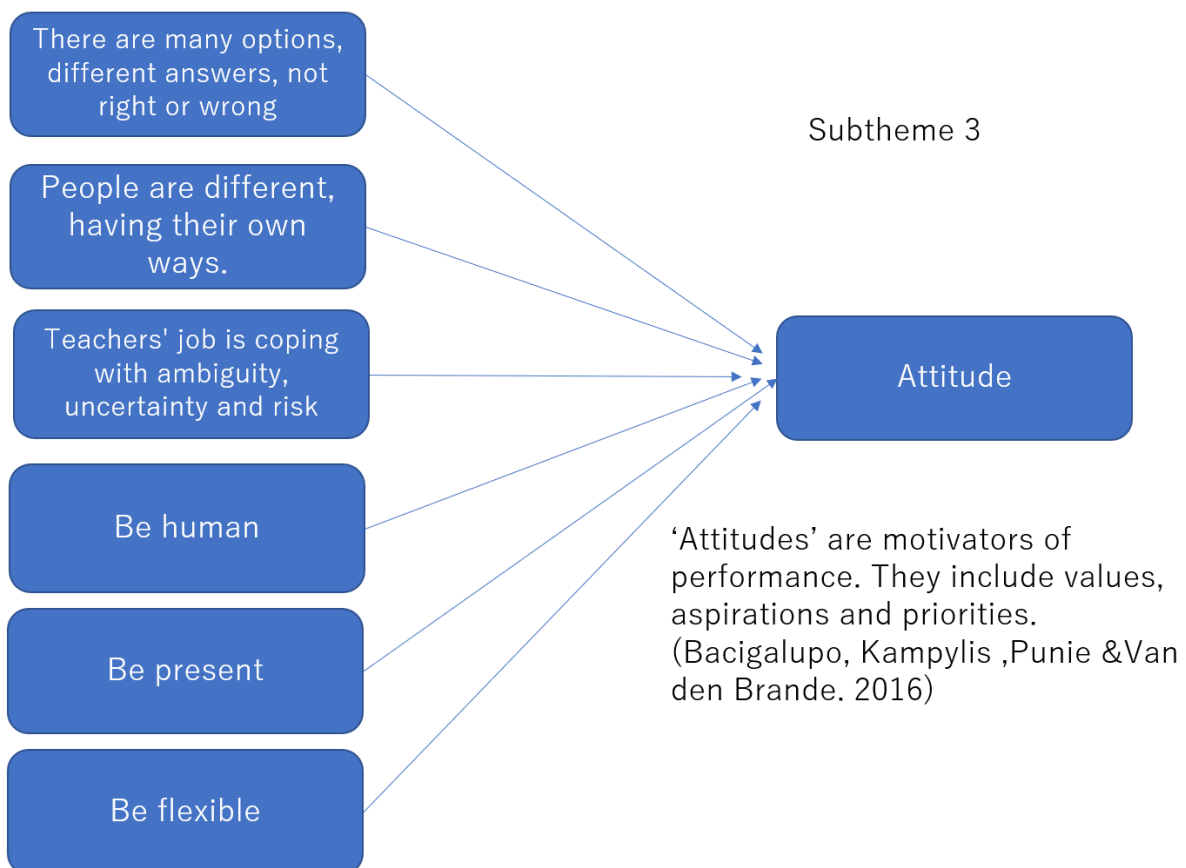 There are many options,
different answers, not
right or wrong
Subtheme 3
People are different,
having their own
ways.
Teachers' job is coping
with ambiguity,
uncertainty and risk
Attitude
Be human
‘Attitudes’ are motivators of
performance. They include values,
aspirations and priorities.
(Bacigalupo, Kampylis ,Punie &Van
den Brande. 2016)
Be present
Be flexible